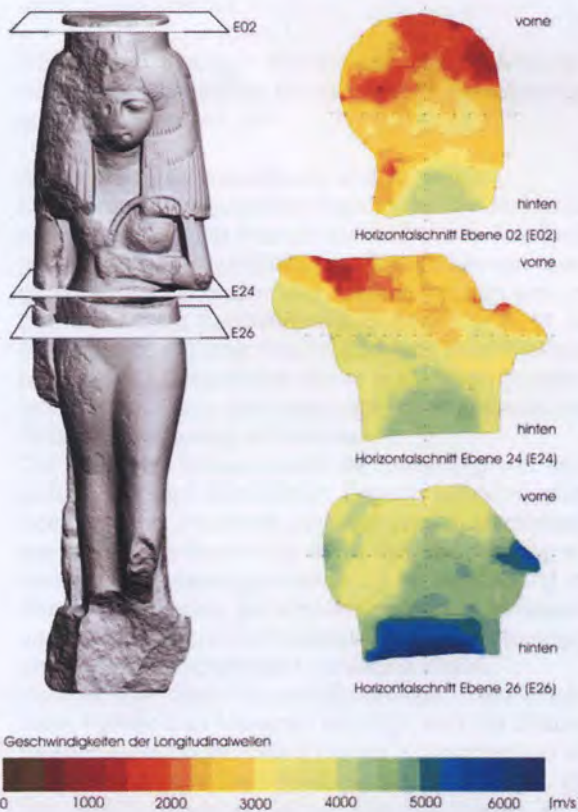 E02
vorne
hinten
Horizontalschnitt Ebene 02 (E02)
vorne
E24
E26
hinten
Horizontalschnitt Ebene 24 (E24)
vorne
hinten
Horizontalschnitt Ebene 26 (E26)
Geschwindigkeiten der Longitudinalwellen
0 1000 2000 3000 4000 5000 6000 [m/s